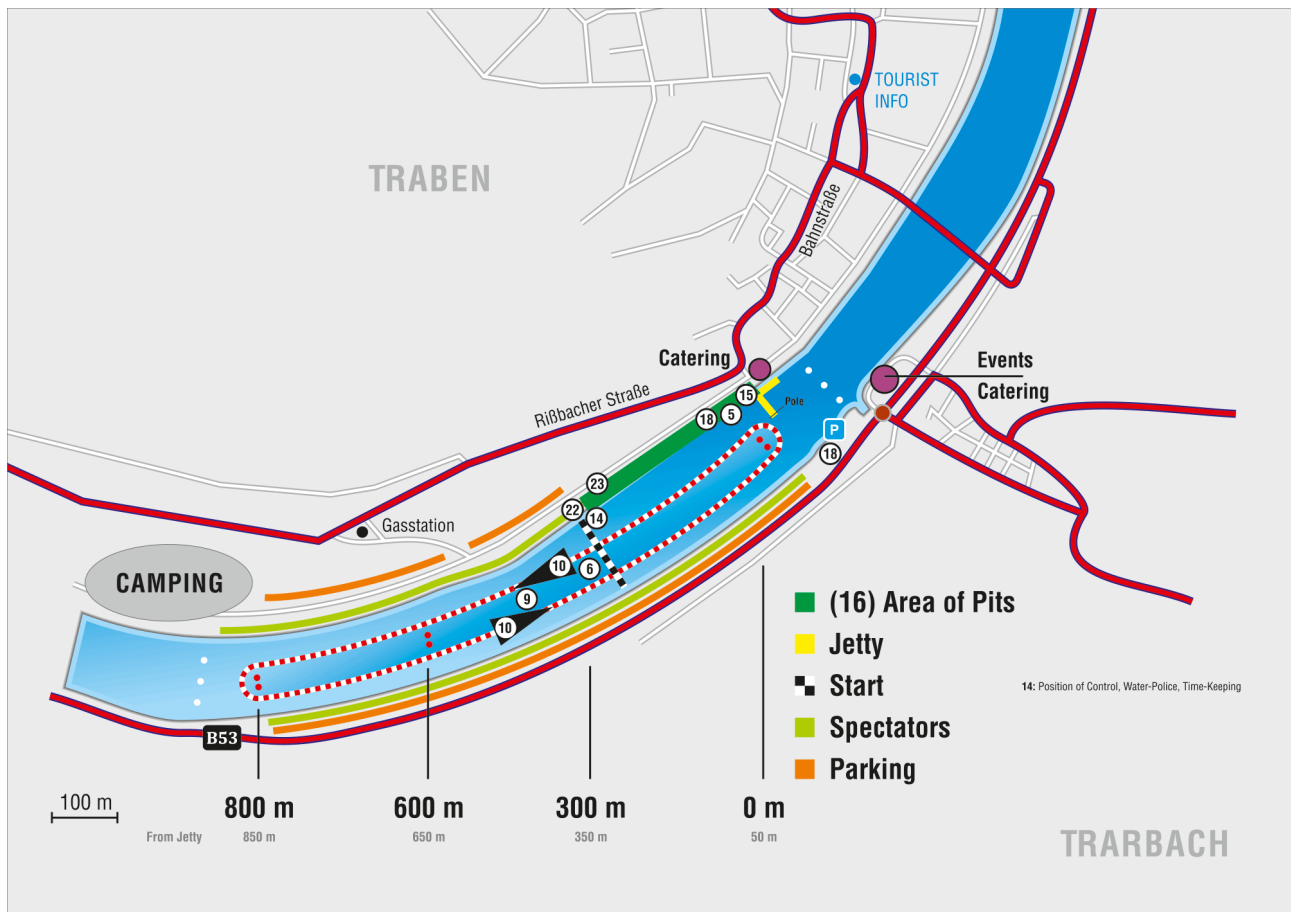 TOURIST
INFO
TRABEN
Bahnstraße
Catering
Events
Catering
Rißbacher Straße
15
Pole
18
5
P
18
23
22
14
Gasstation
CAMPING
10
6
9
10
(16) Area of Pits
Jetty
Start
14: Position of Control, Water-Police, Time-Keeping
Spectators
B53
Parking
100 m
800 m
600 m
300 m
0 m
From Jetty
850 m
650 m
350 m
50 m
TRARBACH